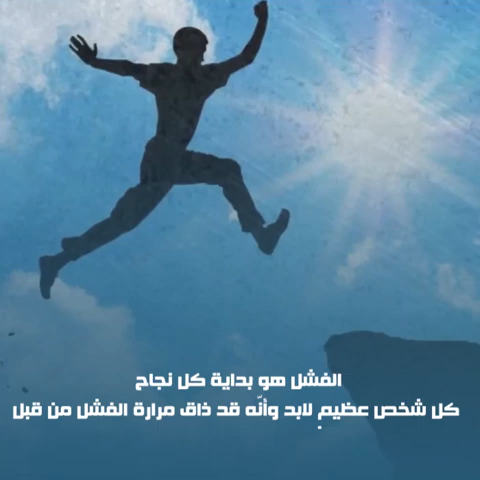 الفشل هو بداية كل نجاح
كل شخص عظيمٍ لابد وأنّه قد ذاق مرارة الفشل من قبل